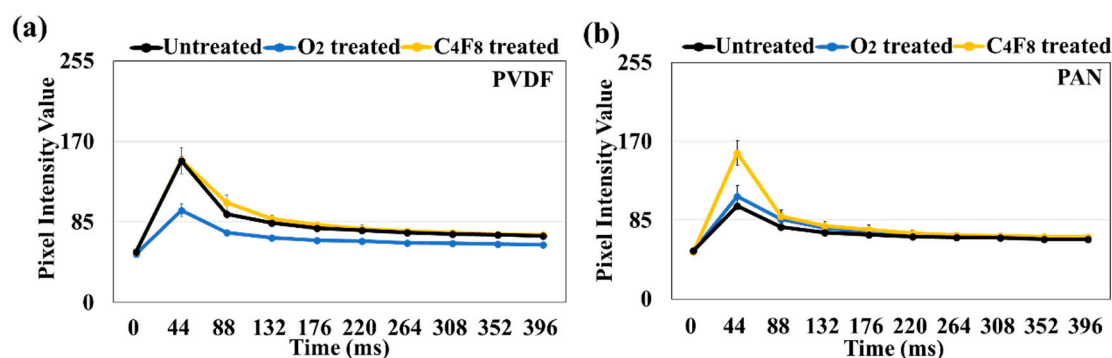 (a)
Untreated O2 treated C4F8 treated
255
170
85
0
Pixel Intensity Value
PVDF
0 44 88 132 176 220 264 308 352 396
Time (ms)
(b)
Untreated O2 treated C4F8 treated
255
170
85
0
Pixel Intensity Value
PAN
0 44 88 132 176 220 264 308 352 396
Time (ms)